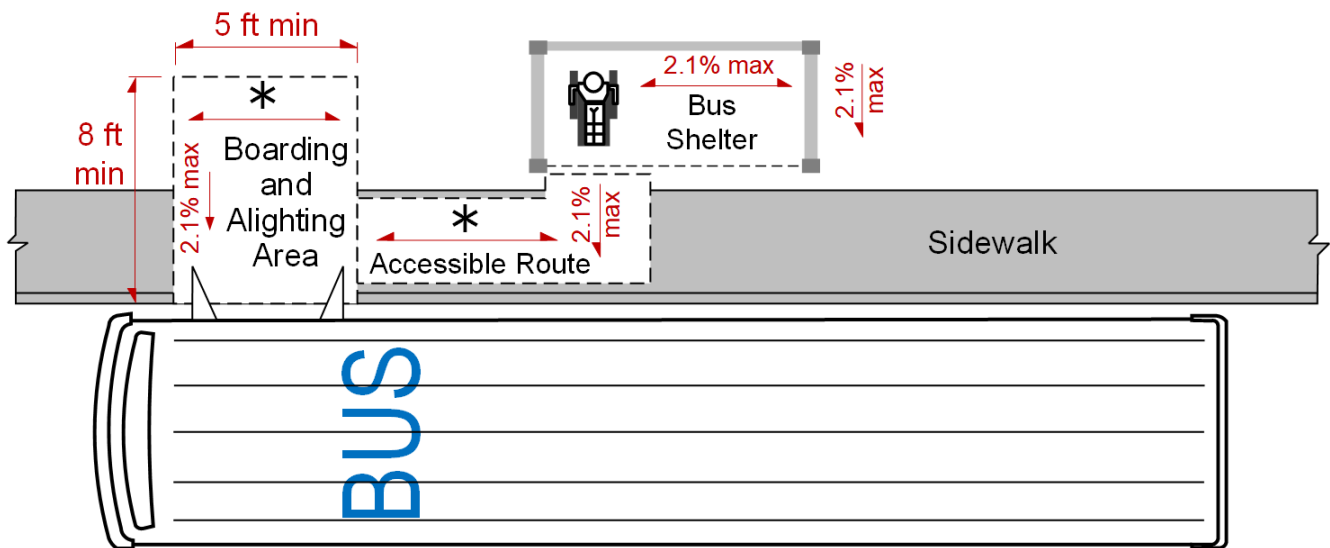 5 ft min
8 ft
min
*
Boarding
and
Alighting
Area
2.1% max
2.1% max
Bus
Shelter
2.1%
max
*
Accessible Route
2.1%
max
Sidewalk
BUS